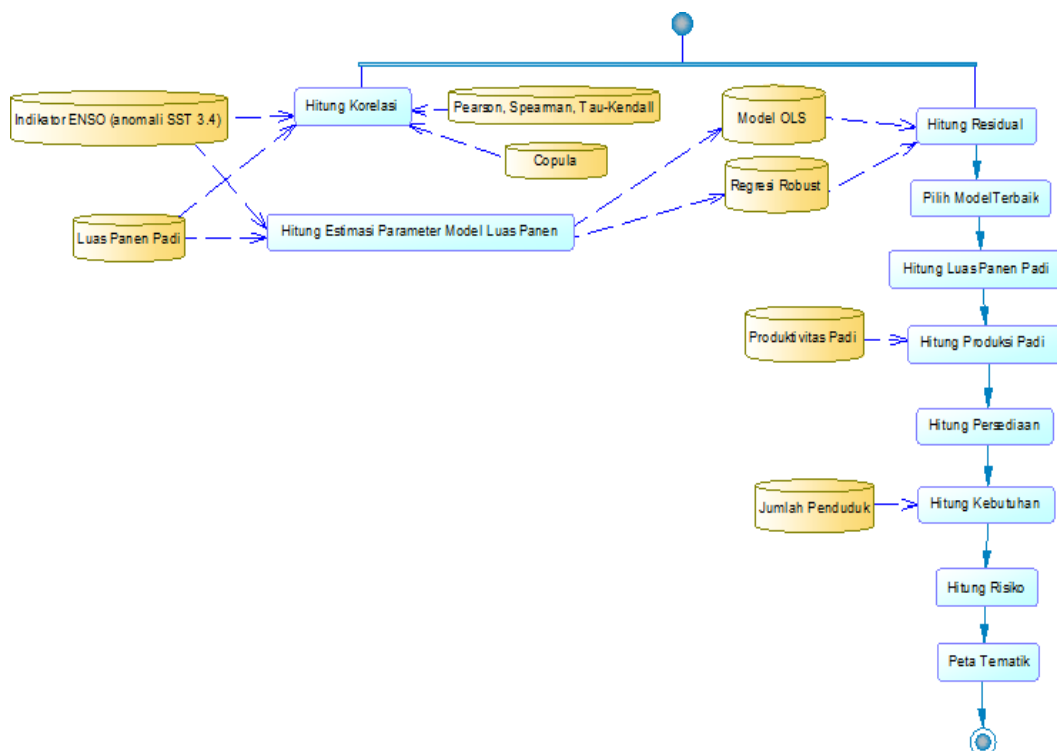 Hitung Korelasi
Indikator ENSO (anomali SST 3.4)
Pearson, Spearman, Tau-Kendall
Model OLS
Hitung Residual
Copula
Regresi Robust
Pilih Model Terbaik
Luas Panen Padi
Hitung Estimasi Parameter Model Luas Panen
Hitung Luas Panen Padi
Produktivitas Padi
Hitung Produksi Padi
Hitung Persediaan
Jumlah Penduduk
Hitung Kebutuhan
Hitung Risiko
Peta Tematik